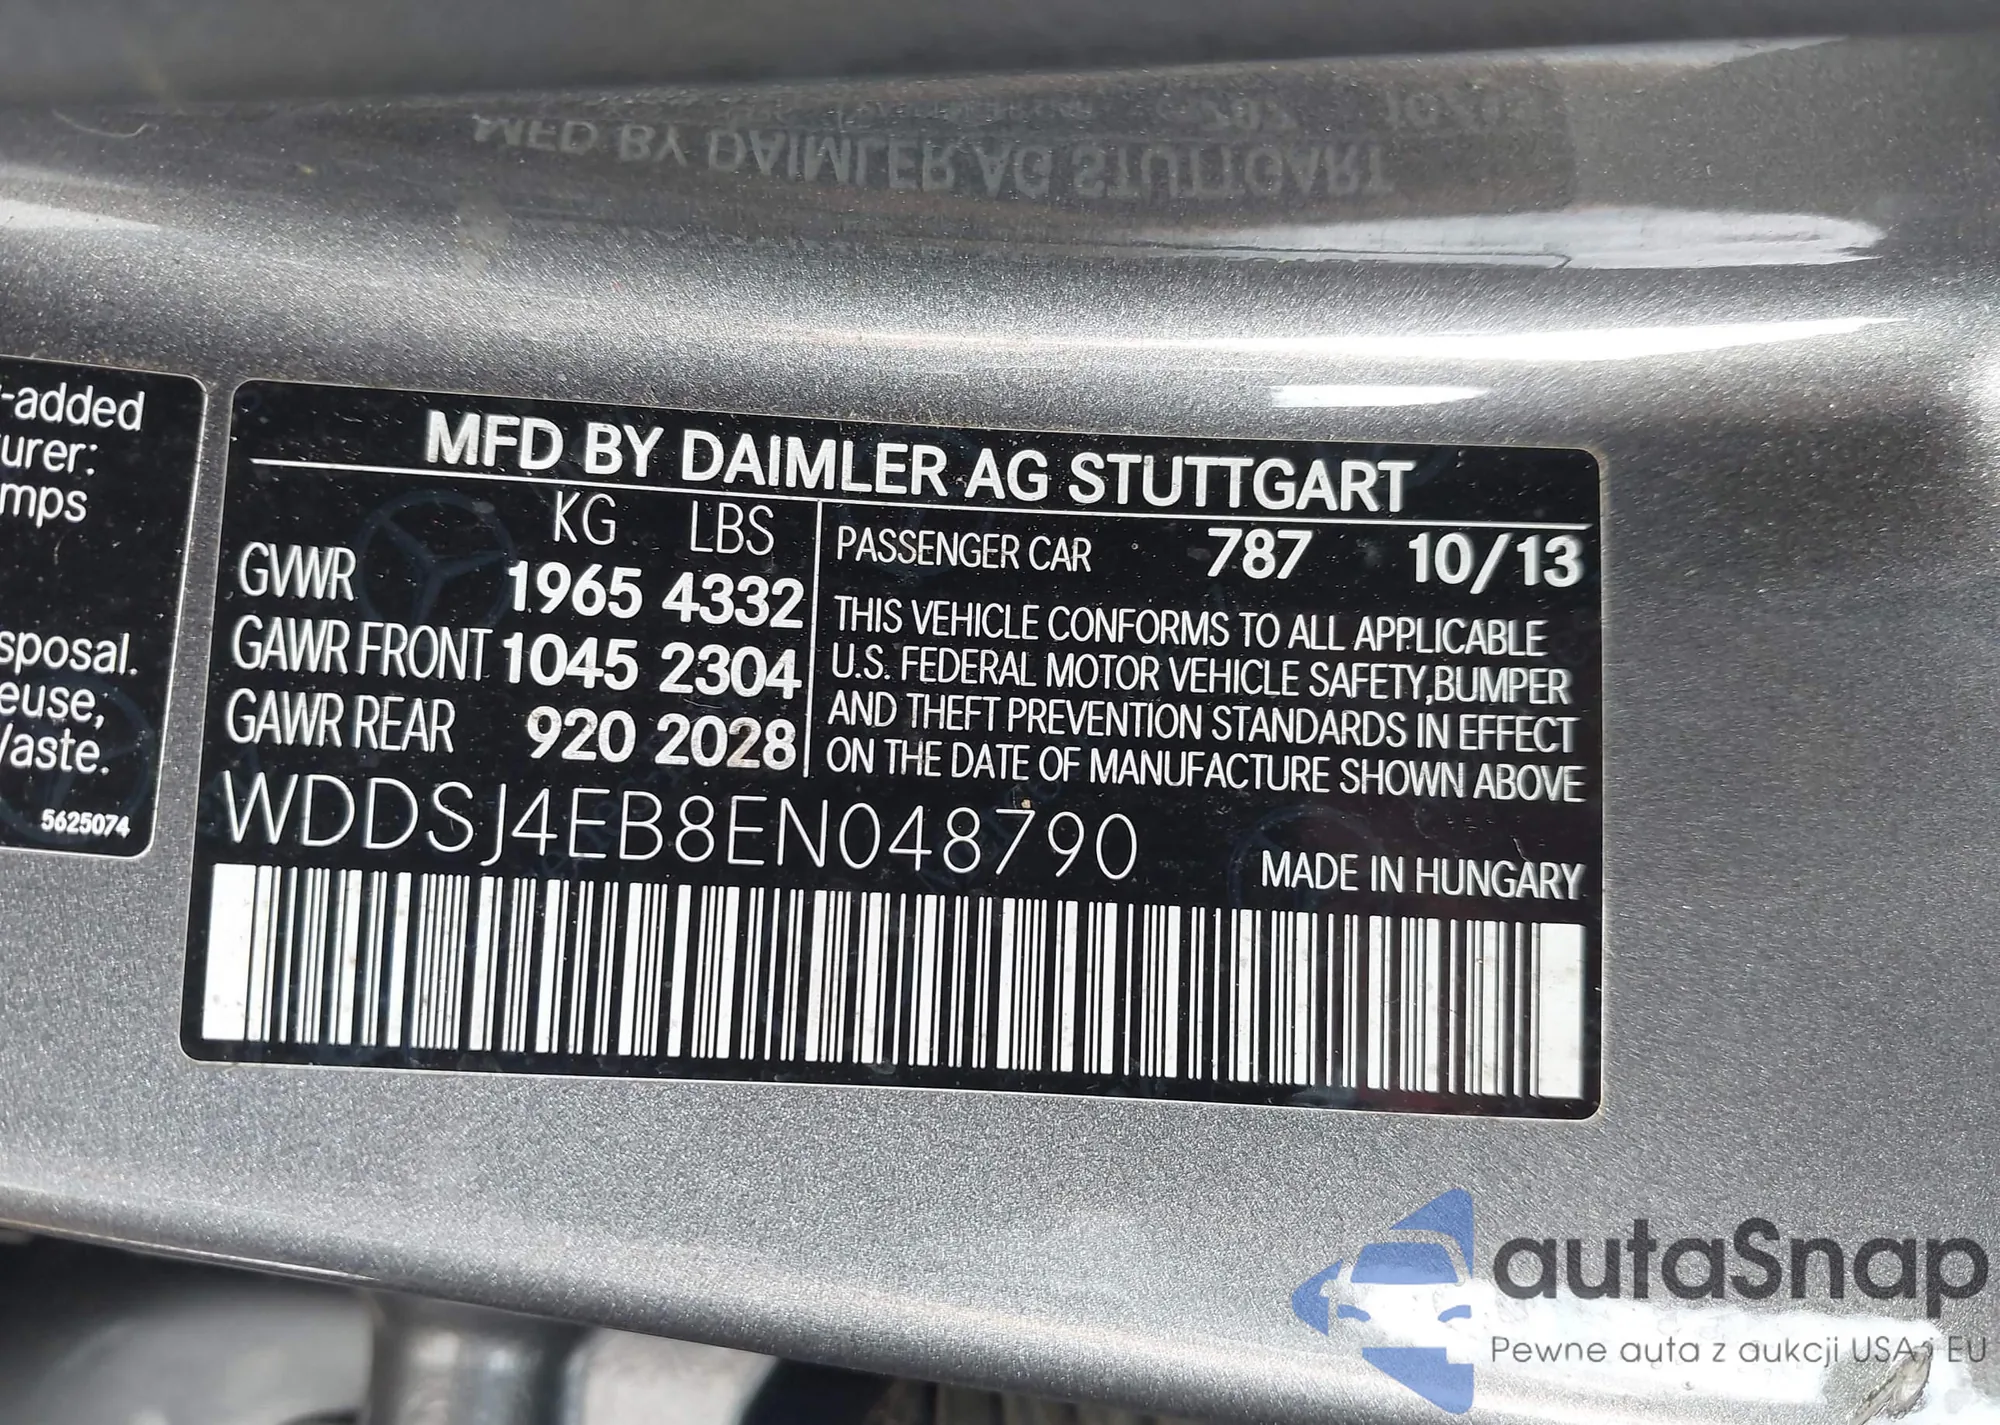 -added
urer:
mps
sposal.
euse,
aste.
5625074
MFD BY DAIMLER AG STUTTGART
KG LBS
GVWR 1965 4332
GAWR FRONT 1045 2304
GAWR REAR 920 2028
PASSENGER CAR 787 10/13
THIS VEHICLE CONFORMS TO ALL APPLICABLE
U.S. FEDERAL MOTOR VEHICLE SAFETY,BUMPER
AND THEFT PREVENTION STANDARDS IN EFFECT
ON THE DATE OF MANUFACTURE SHOWN ABOVE
WDDSJ4EB8EN048790
MADE IN HUNGARY
autaSnap
Pewne auta z aukcji USA i EU